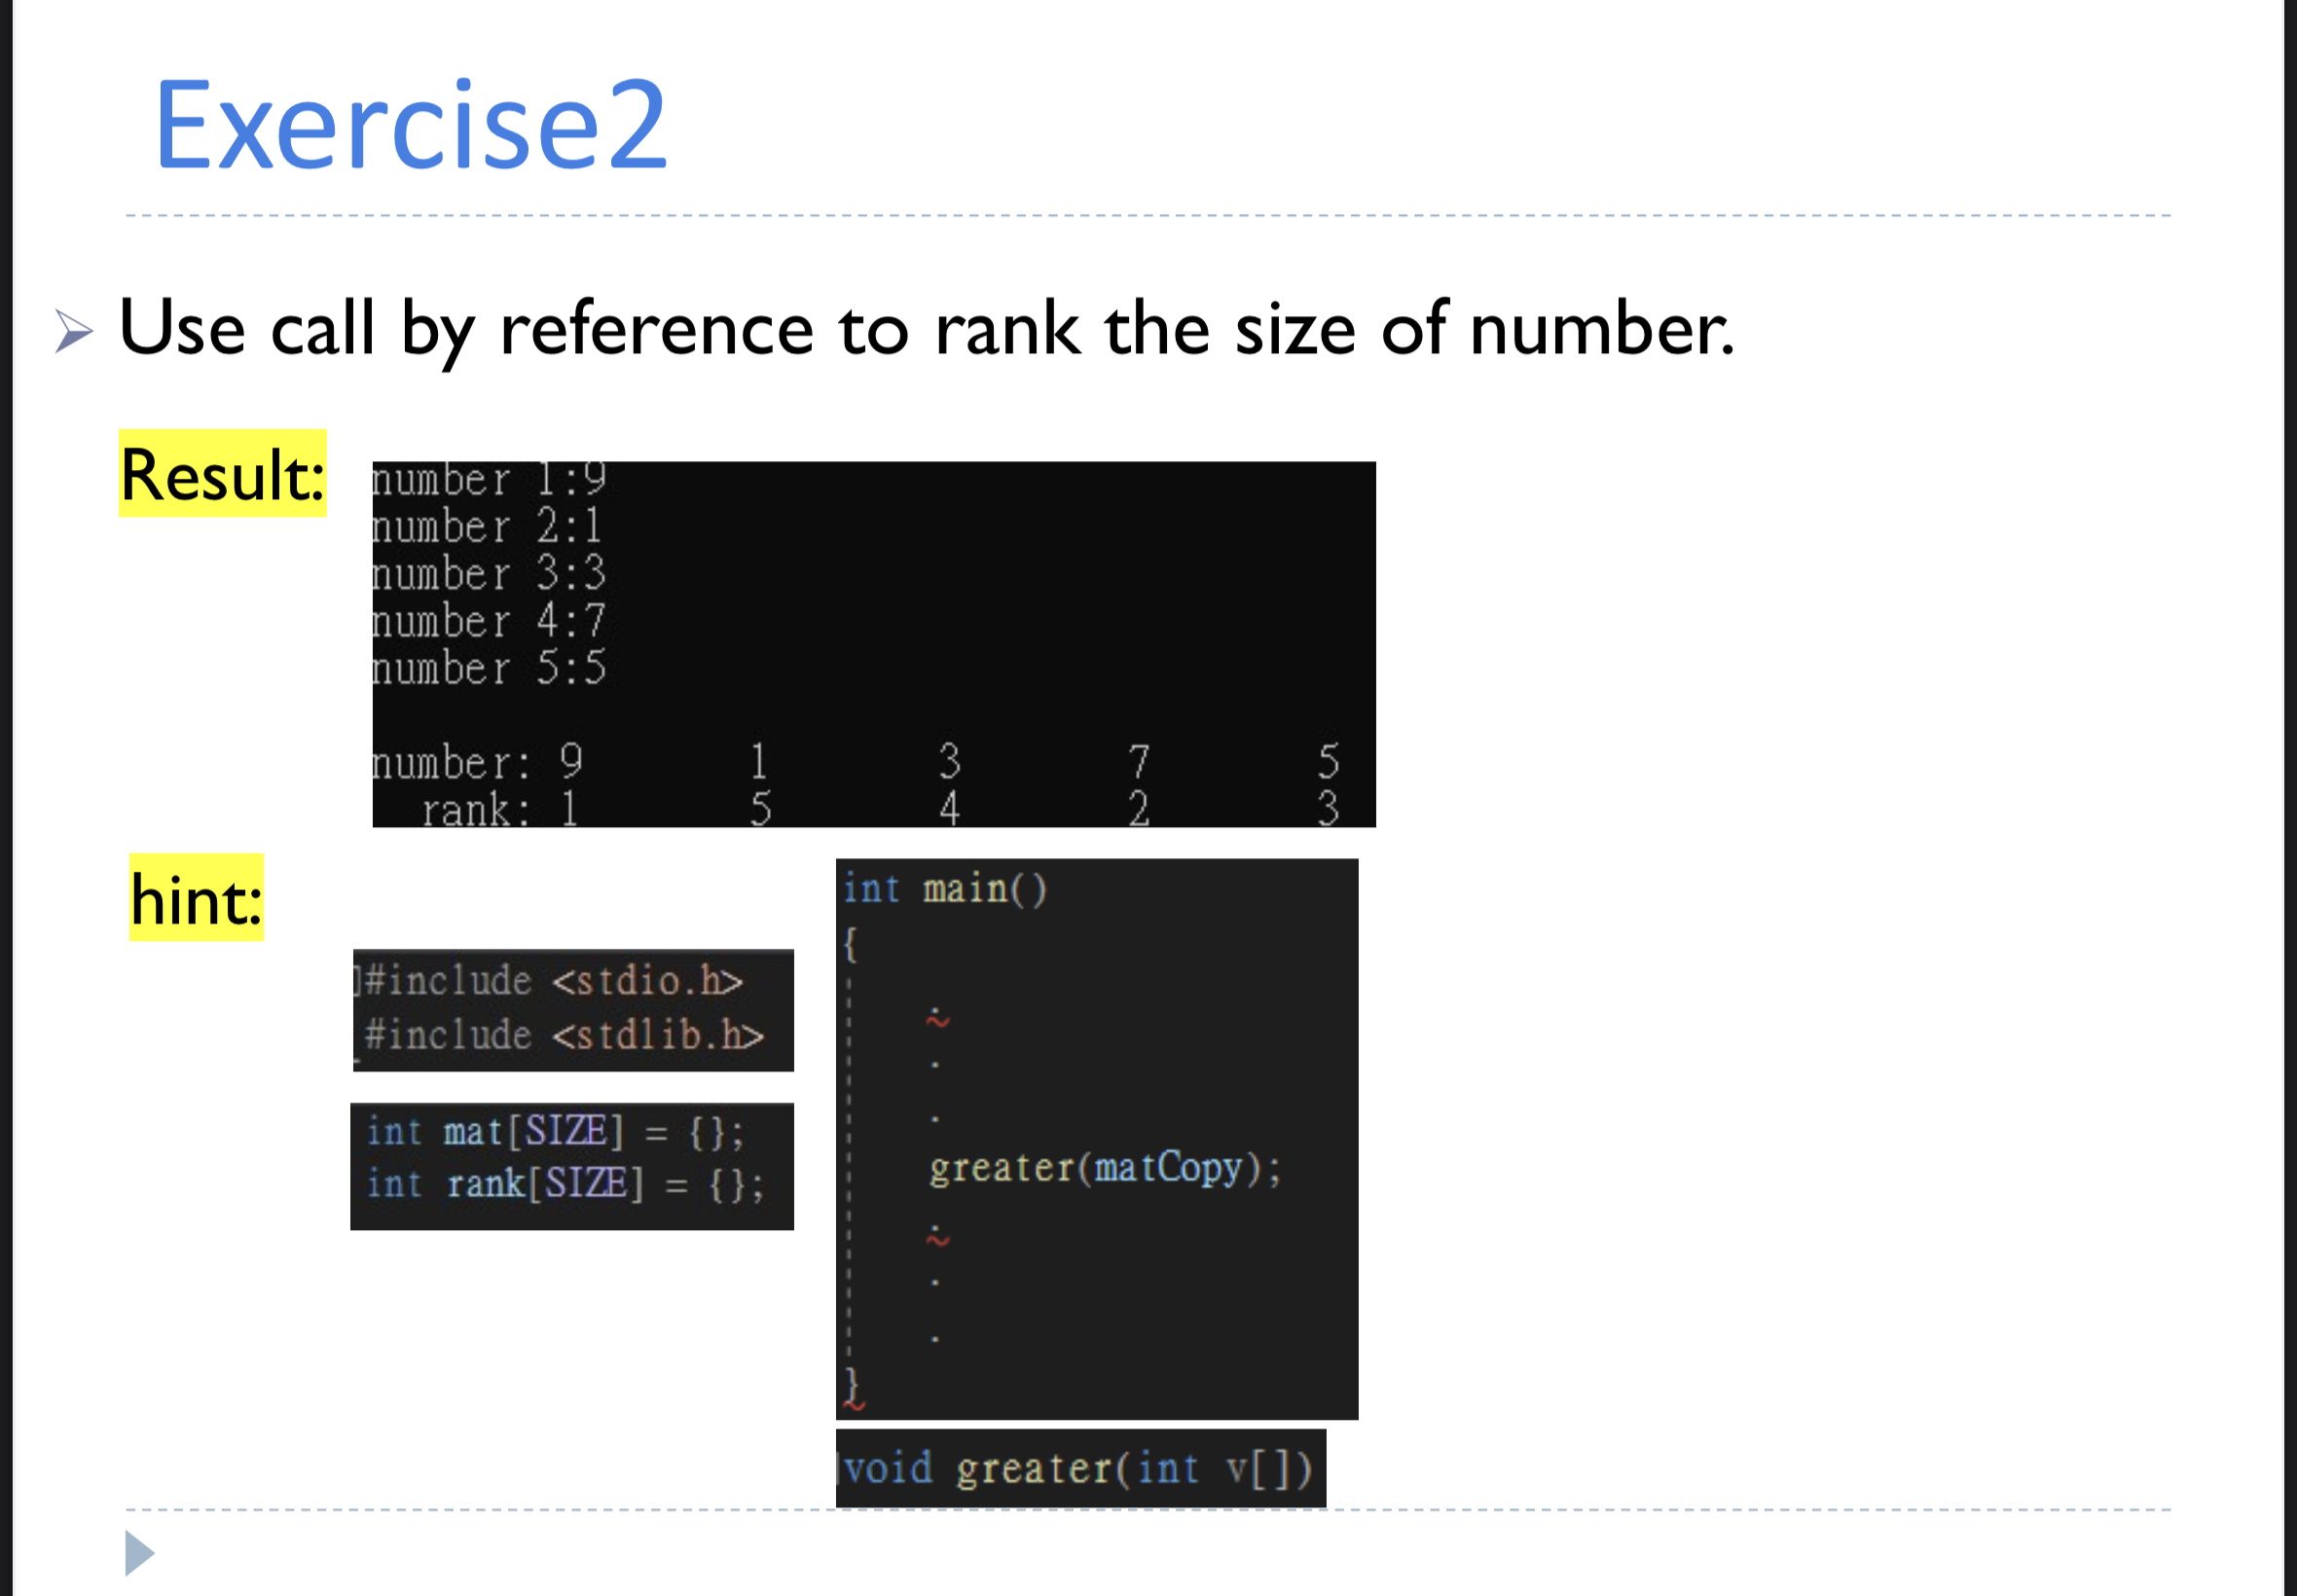 Exercise2
Use call by reference to rank the size of number.
Result:
number 1:9
number 2:1
number 3:3
number 4:7
number 5:5
number: 9 1 3 7 5
rank: 1 5 4 2 3
hint:
#include <stdio.h>
#include <stdlib.h>
int mat[SIZE] = {};
int rank[SIZE] = {};
int main()
{
.
.
.
greater(matCopy);
.
.
.
}
void greater(int v[])